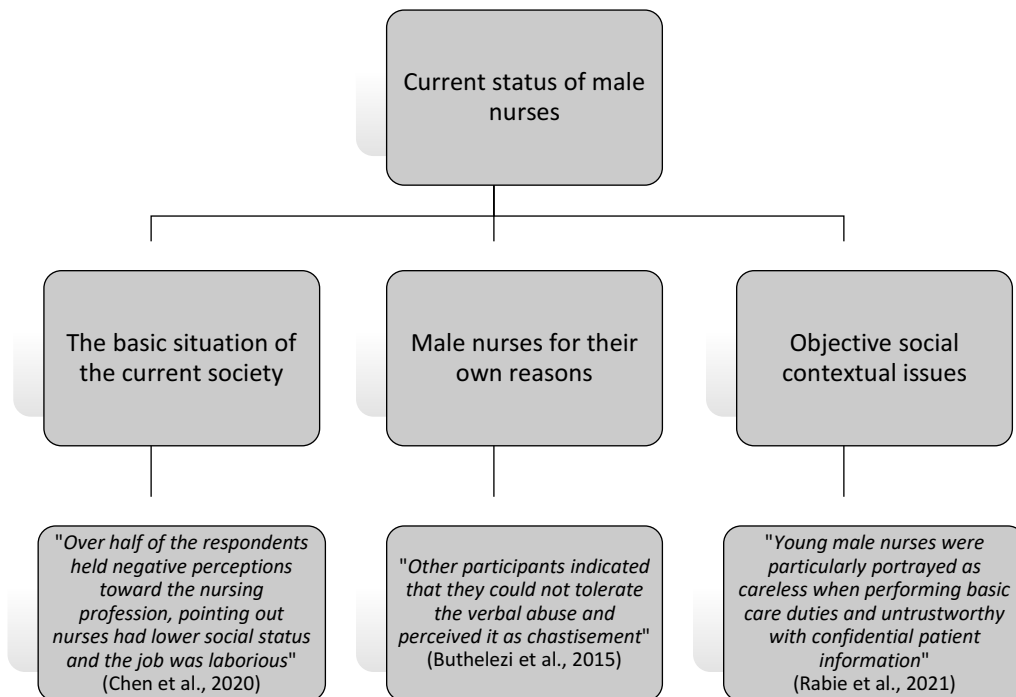 Current status of male
nurses
The basic situation of
the current society
Male nurses for their
own reasons
Objective social
contextual issues
"Over half of the respondents
held negative perceptions
toward the nursing
profession, pointing out
nurses had lower social status
and the job was laborious"
(Chen et al., 2020)
"Other participants indicated
that they could not tolerate
the verbal abuse and
perceived it as chastisement"
(Buthelezi et al., 2015)
"Young male nurses were
particularly portrayed as
careless when performing basic
care duties and untrustworthy
with confidential patient
information"
(Rabie et al., 2021)